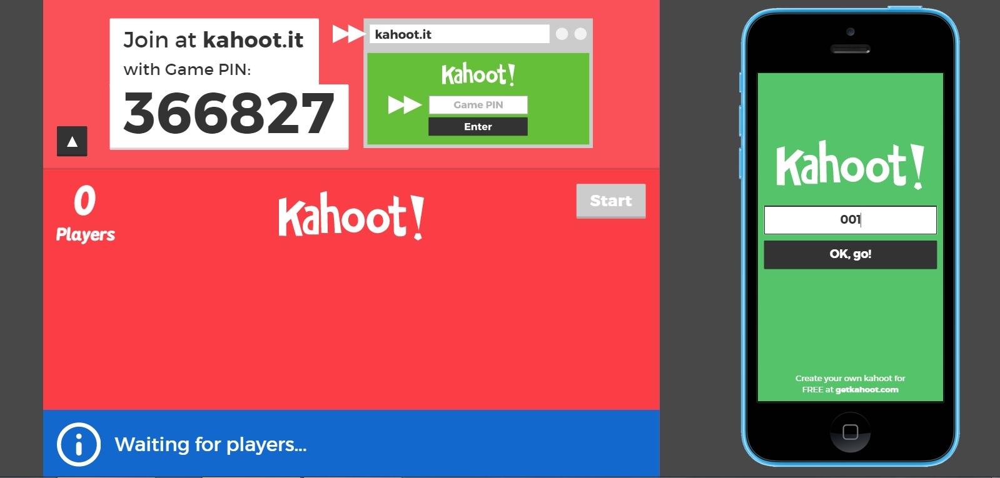 Join at kahoot.it
with Game PIN:
366827
▲
kahoot.it
Kahoot!
Game PIN
Enter
0
Players
Kahoot!
Start
i
Waiting for players...
Kahoot!
001
OK, go!
Create your own kahoot for
FREE at getkahoot.com